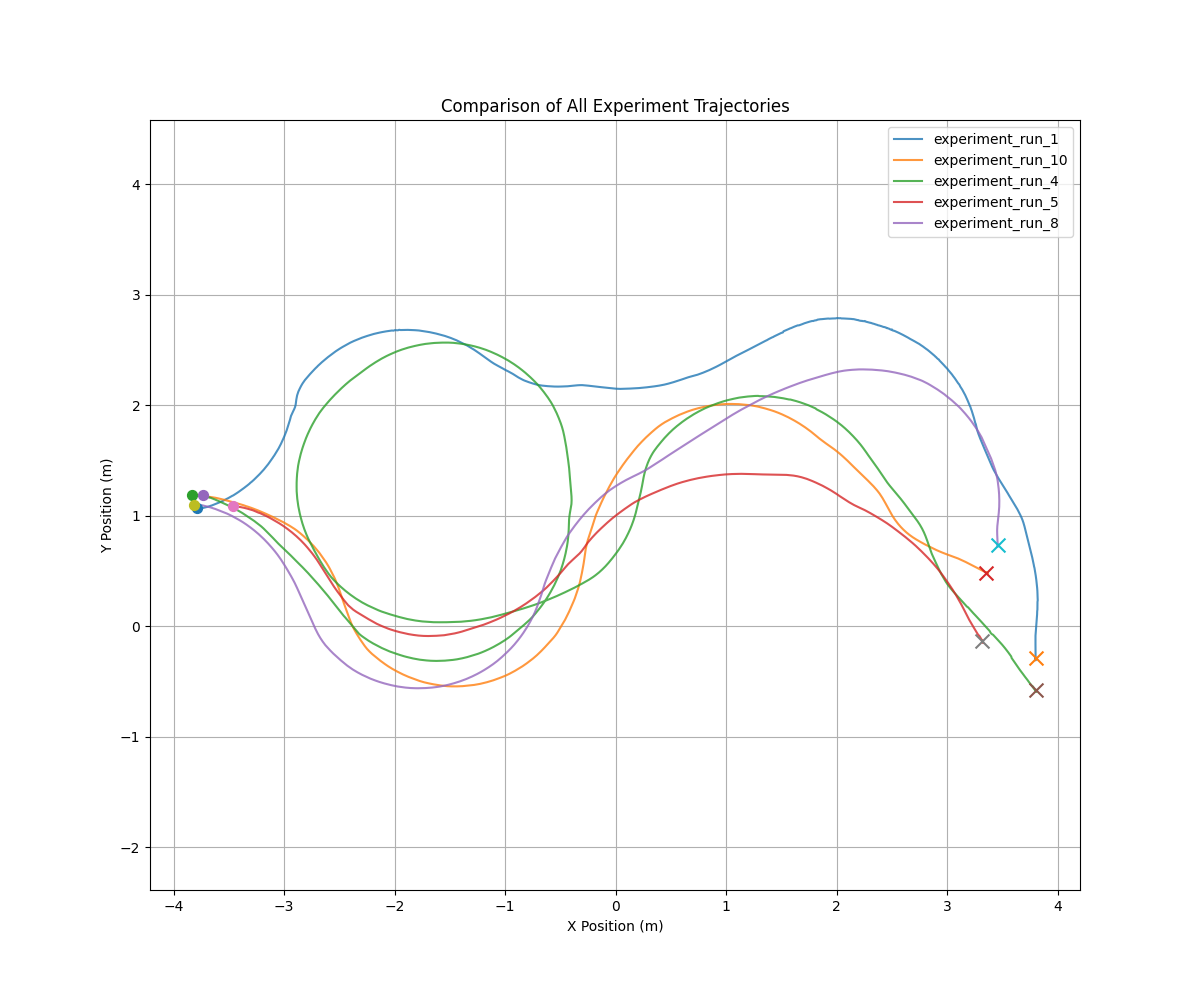 Comparison of All Experiment Trajectories
experiment_run_1
experiment_run_10
experiment_run_4
experiment_run_5
experiment_run_8
Y Position (m)
4
3
2
1
0
−1
−2
−4
−3
−2
−1
0
1
2
3
4
X Position (m)